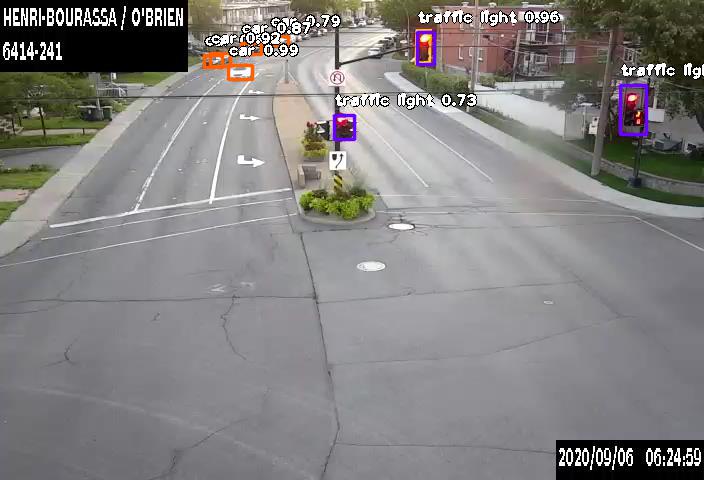 HENRI-BOURASSA / O'BRIEN
6414-241
car 0.79
car 0.87
car 0.92
car 0.99
traffic light 0.96
traffic lig
traffic light 0.73
2020/09/06 06:24:59